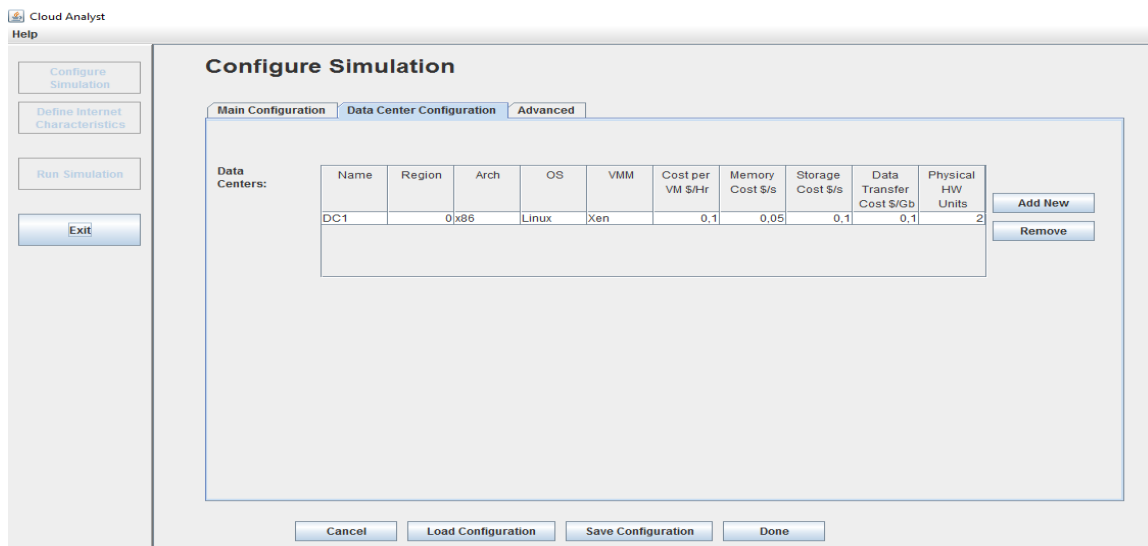 Cloud Analyst
Help
Configure
Simulation
Define Internet
Characteristics
Run Simulation
Exit
Configure Simulation
Main Configuration Data Center Configuration Advanced
Data
Centers:
Name Region Arch OS VMM Cost per VM $/Hr Memory Cost $/s Storage Cost $/s Data Transfer Cost $/Gb Physical HW Units
DC1 0 x86 Linux Xen 0,1 0,05 0,1 0,1 2
Add New
Remove
Cancel Load Configuration Save Configuration Done